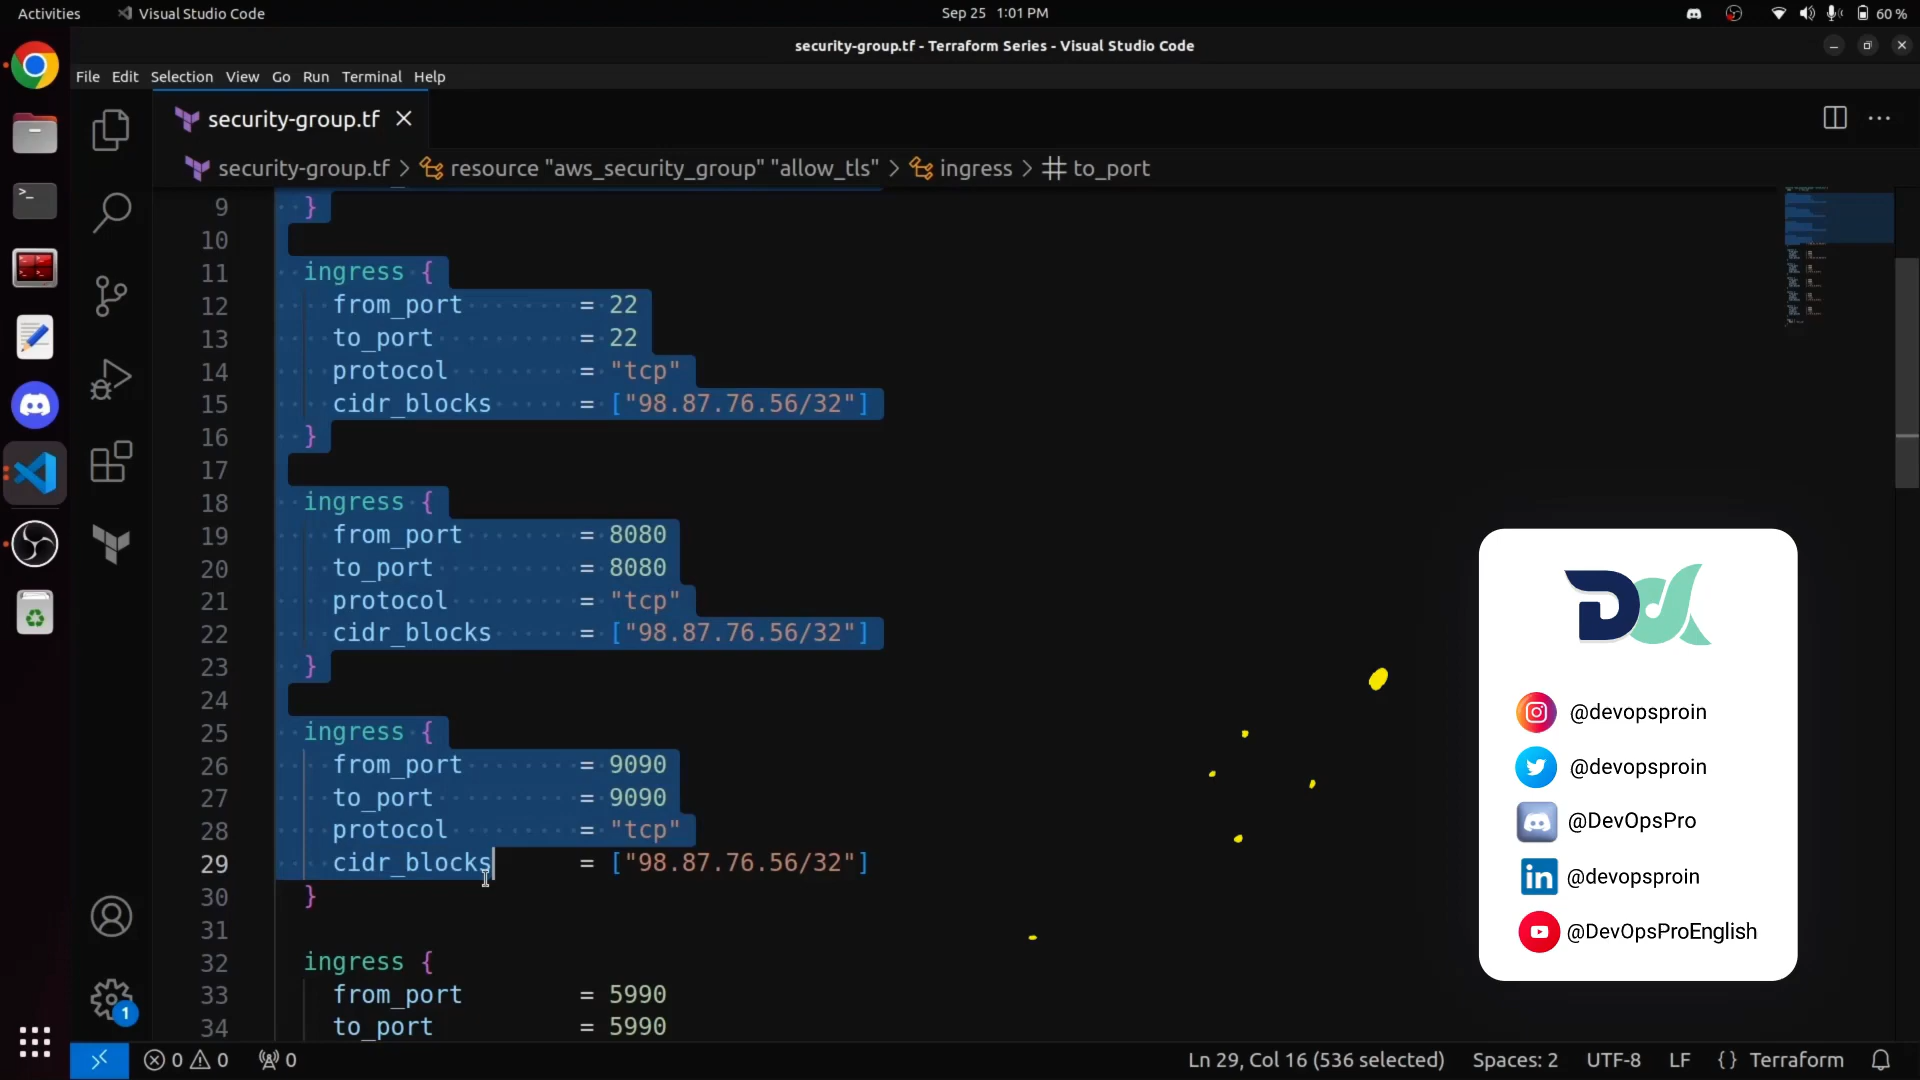 Activities
Visual Studio Code
Sep 25 1:01 PM
60 %
security-group.tf - Terraform Series - Visual Studio Code
File Edit Selection View Go Run Terminal Help
security-group.tf
security-group.tf > resource "aws_security_group" "allow_tls" > ingress > to_port
9 }
10
11 ingress {
12 from_port = 22
13 to_port = 22
14 protocol = "tcp"
15 cidr_blocks = ["98.87.76.56/32"]
16 }
17
18 ingress {
19 from_port = 8080
20 to_port = 8080
21 protocol = "tcp"
22 cidr_blocks = ["98.87.76.56/32"]
23 }
24
25 ingress {
26 from_port = 9090
27 to_port = 9090
28 protocol = "tcp"
29 cidr_blocks = ["98.87.76.56/32"]
30 }
31
32 ingress {
33 from_port = 5990
34 to_port = 5990
@devopsproin
@devopsproin
@DevOpsPro
@devopsproin
@DevOpsProEnglish
1
0 0 0
Ln 29, Col 16 (536 selected) Spaces: 2 UTF-8 LF {} Terraform